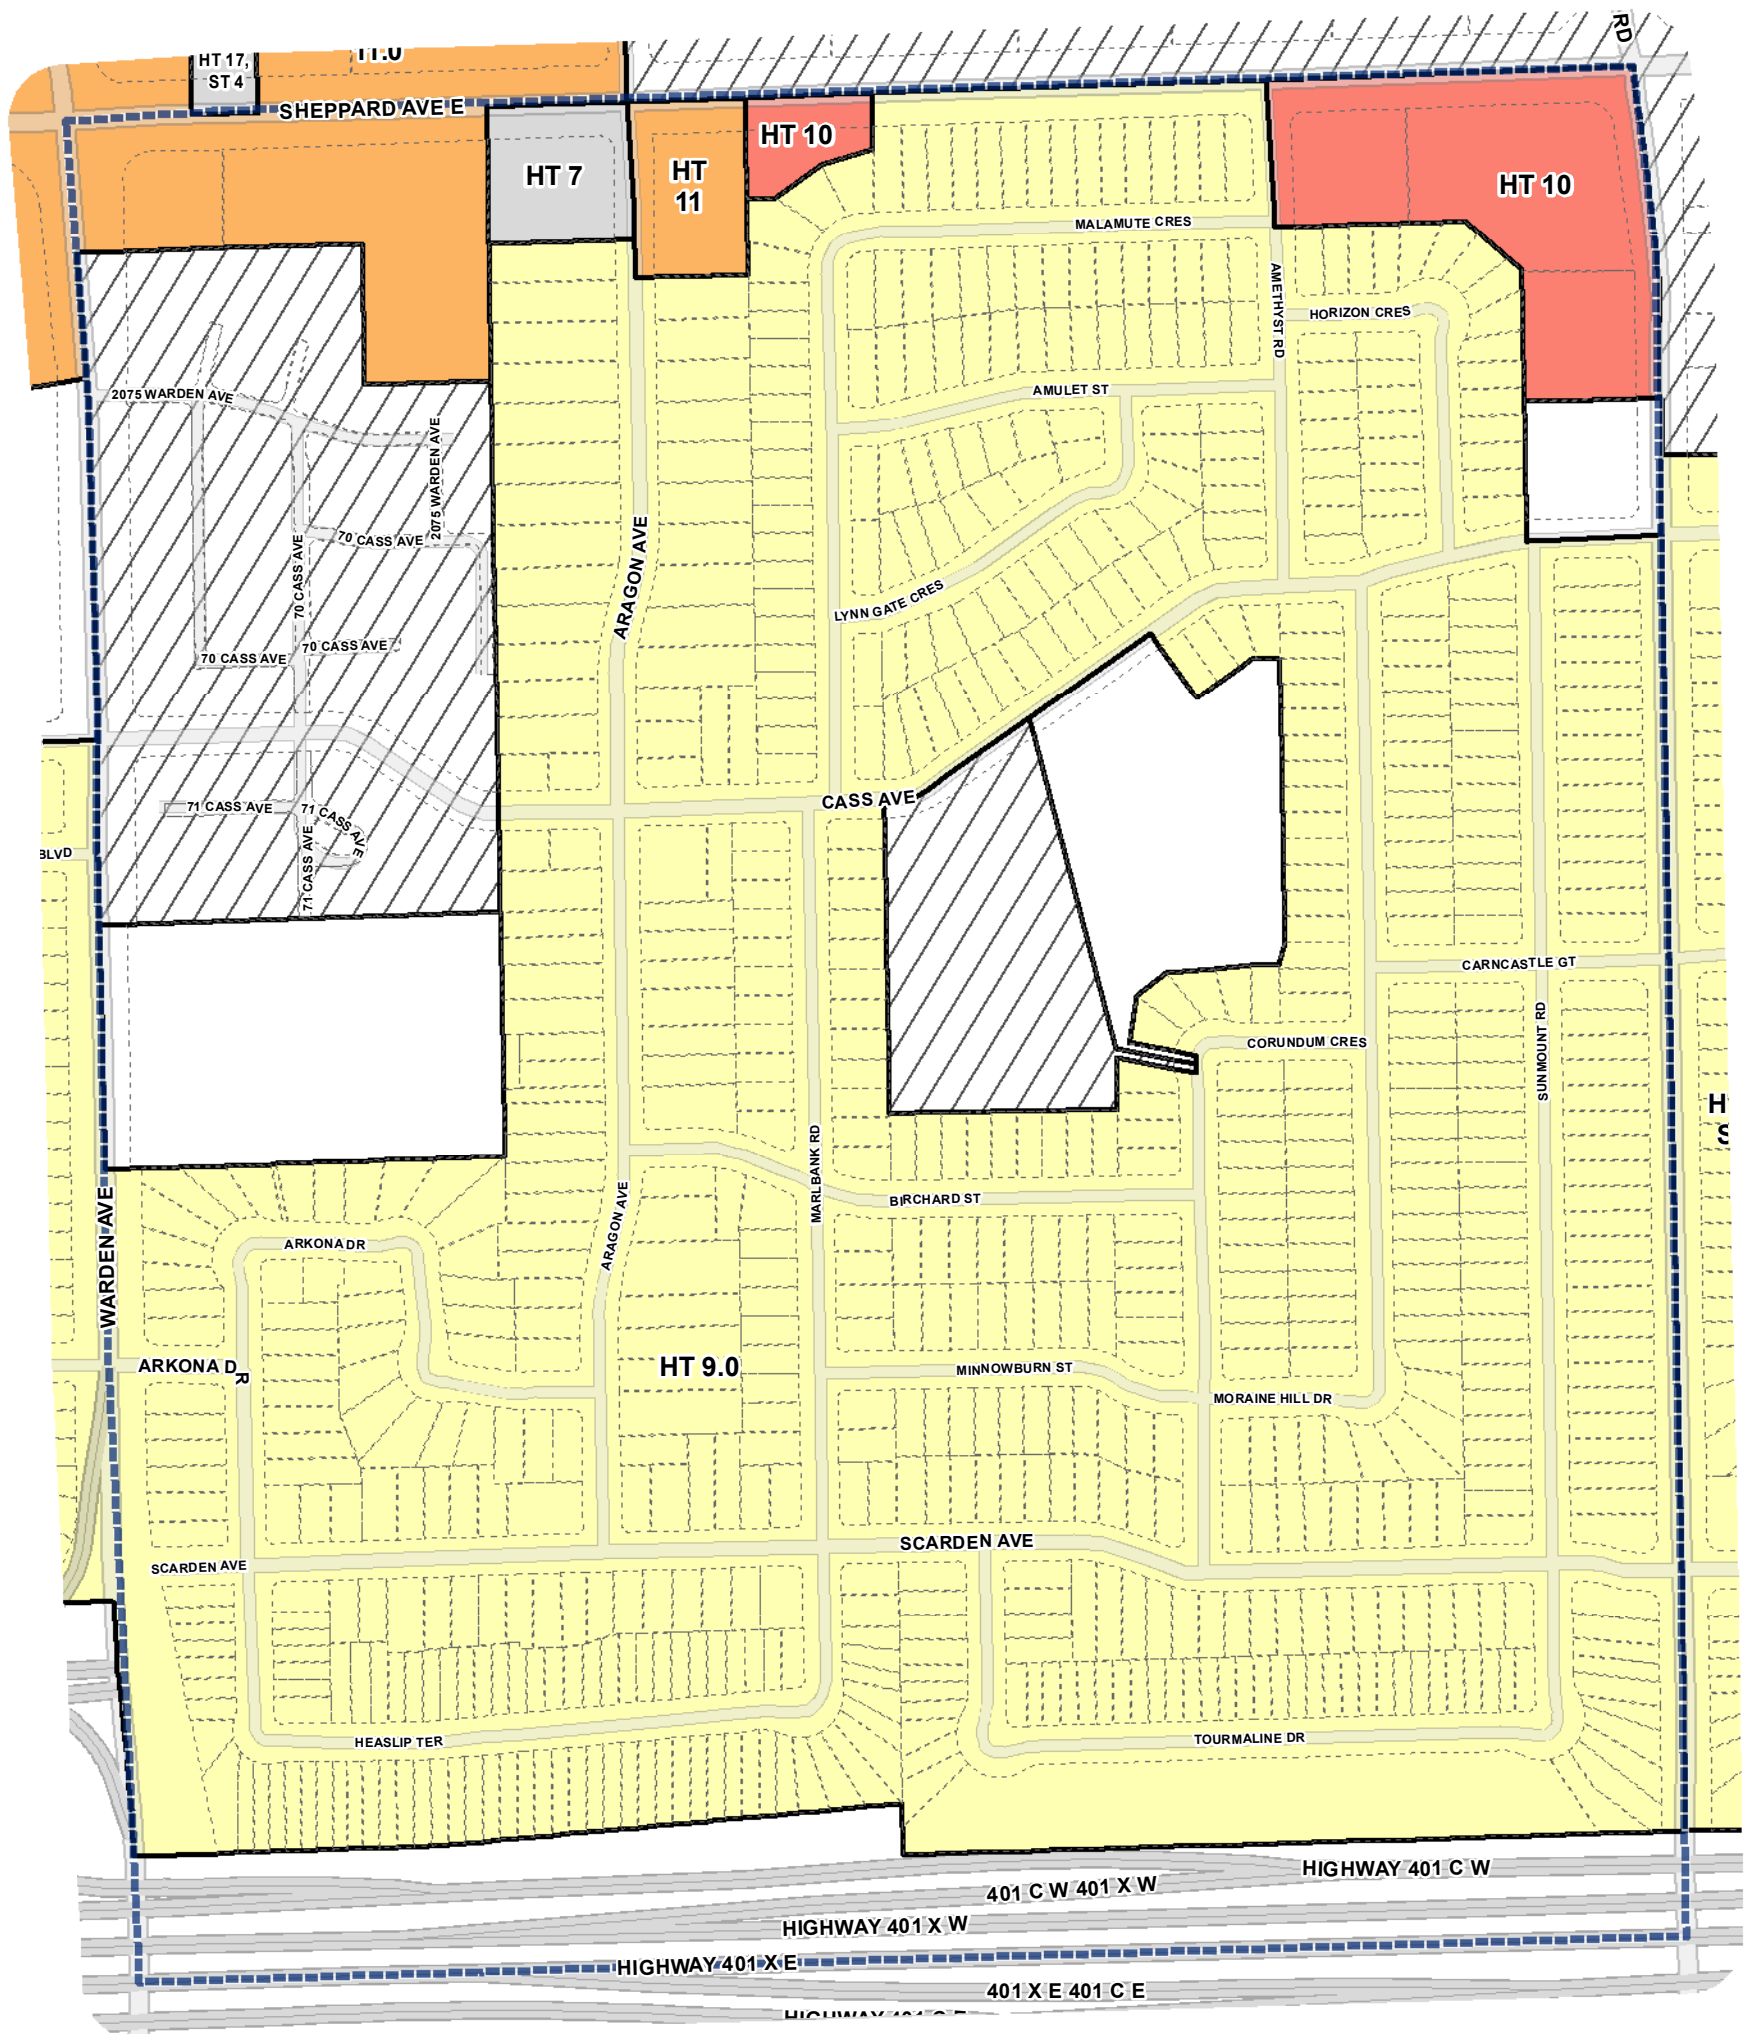 RD
11.0
HT 17,
ST 4
SHEPPARD AVE E
HT 10
HT 7
HT
11
HT 10
MALAMUTE CRES
AMETHYST RD
HORIZON CRES
2075 WARDEN AVE
AMULET ST
2075 WARDEN AVE
70 CASS AVE
70 CASS AVE
ARAGON AVE
LYNN GATE CRES
70 CASS AVE
70 CASS AVE
CASS AVE
71 CASS AVE
71 CASS AVE
71 CASS AVE
BLVD
CARNCASTLE GT
SUNMOUNT RD
CORUNDUM CRES
MARLBANK RD
BIRCHARD ST
WARDEN AVE
ARKONA DR
ARAGON AVE
ARKONA DR
HT 9.0
MINNOWBURN ST
MORAINE HILL DR
SCARDEN AVE
SCARDEN AVE
HEASLIP TER
TOURMALINE DR
HIGHWAY 401 C W
401 C W 401 X W
HIGHWAY 401 X W
HIGHWAY 401 X E
401 X E 401 C E
HIGHWAY 401 C E